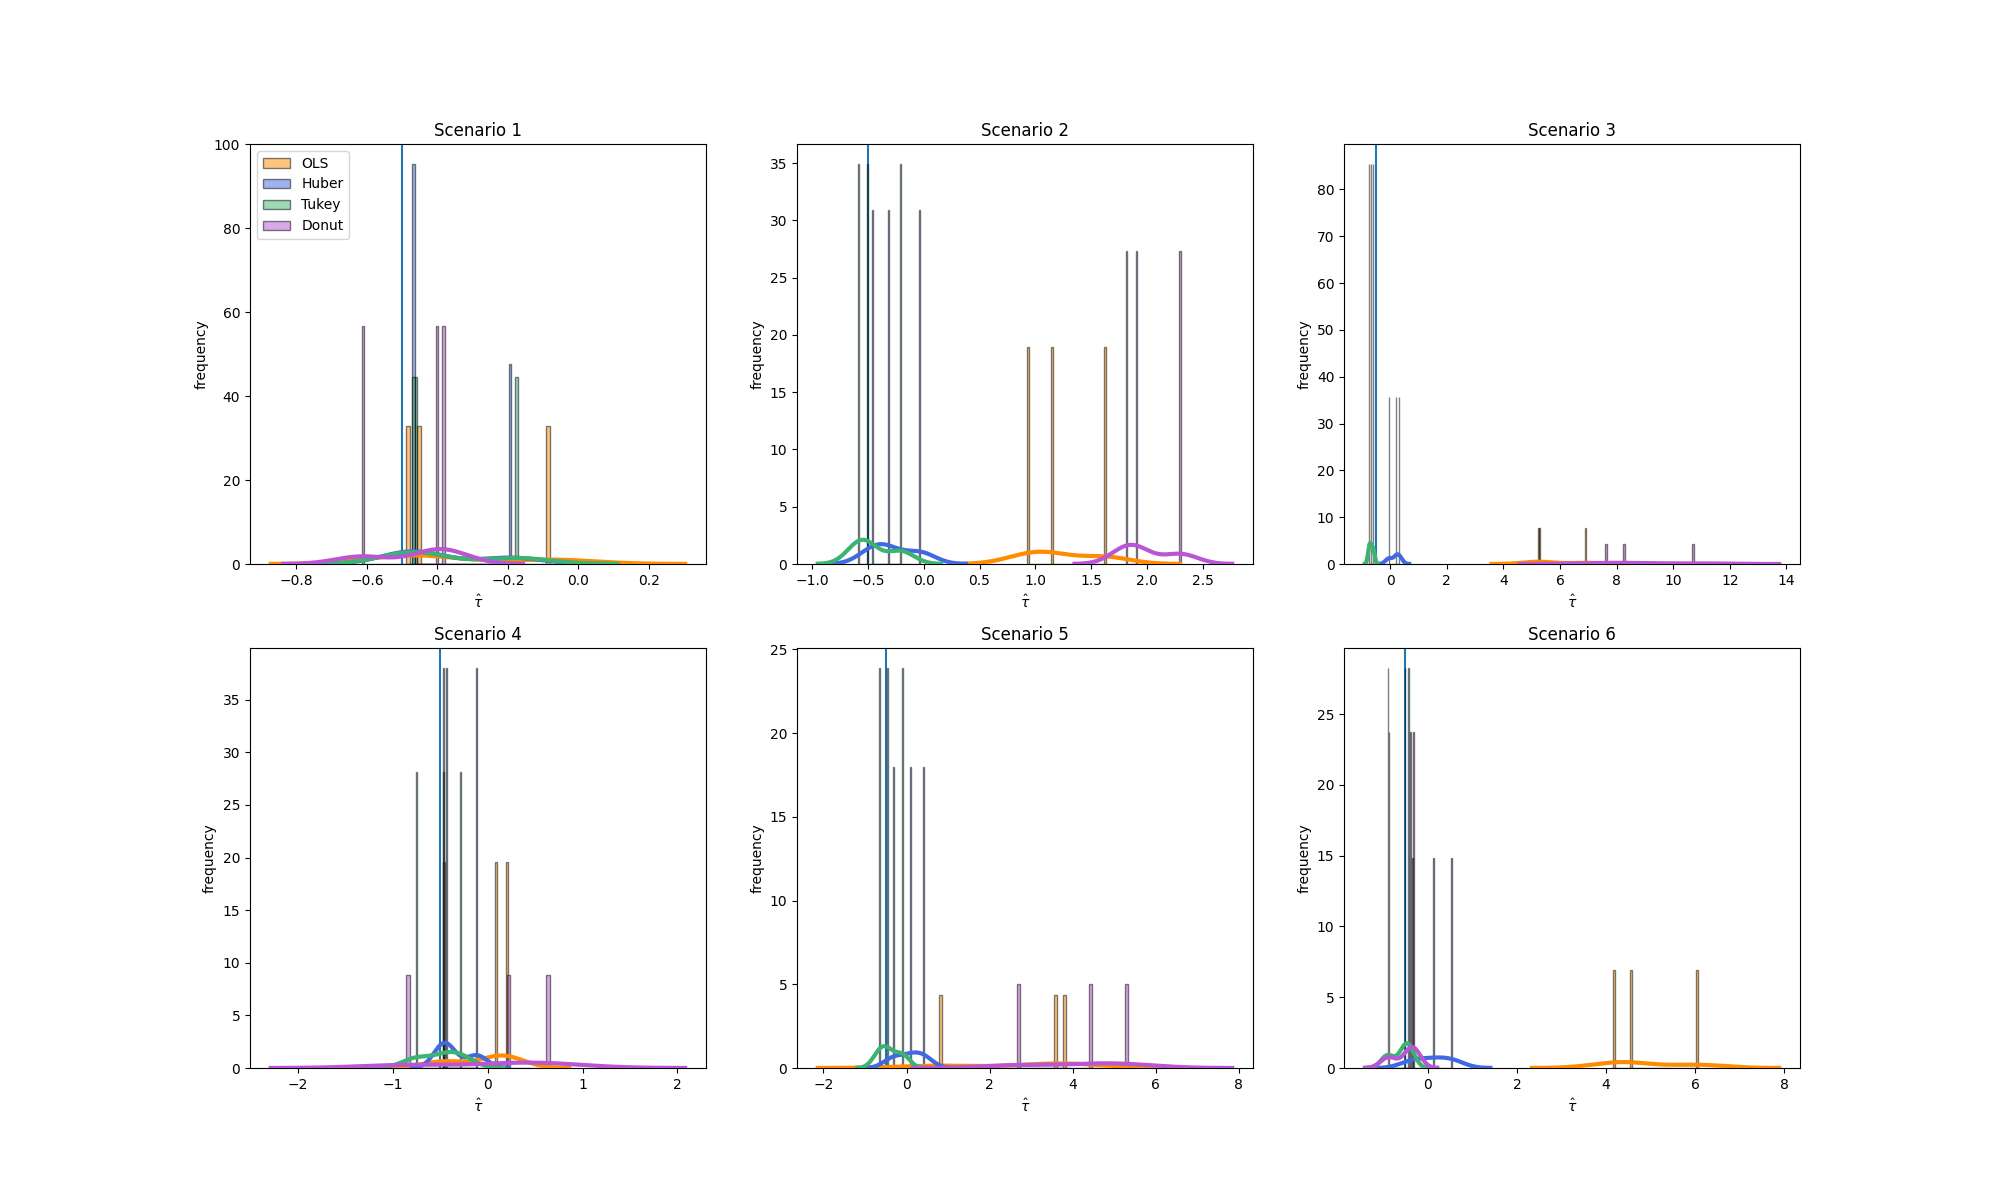 Scenario 1
100
80
60
40
20
0
frequency
OLS
Huber
Tukey
Donut
−0.8 −0.6 −0.4 −0.2 0.0 0.2
τ̂
Scenario 2
35
30
25
20
15
10
5
0
frequency
−1.0 −0.5 0.0 0.5 1.0 1.5 2.0 2.5
τ̂
Scenario 3
80
70
60
50
40
30
20
10
0
frequency
0 2 4 6 8 10 12 14
τ̂
Scenario 4
35
30
25
20
15
10
5
0
frequency
−2 −1 0 1 2
τ̂
Scenario 5
25
20
15
10
5
0
frequency
−2 0 2 4 6 8
τ̂
Scenario 6
25
20
15
10
5
0
frequency
0 2 4 6 8
τ̂